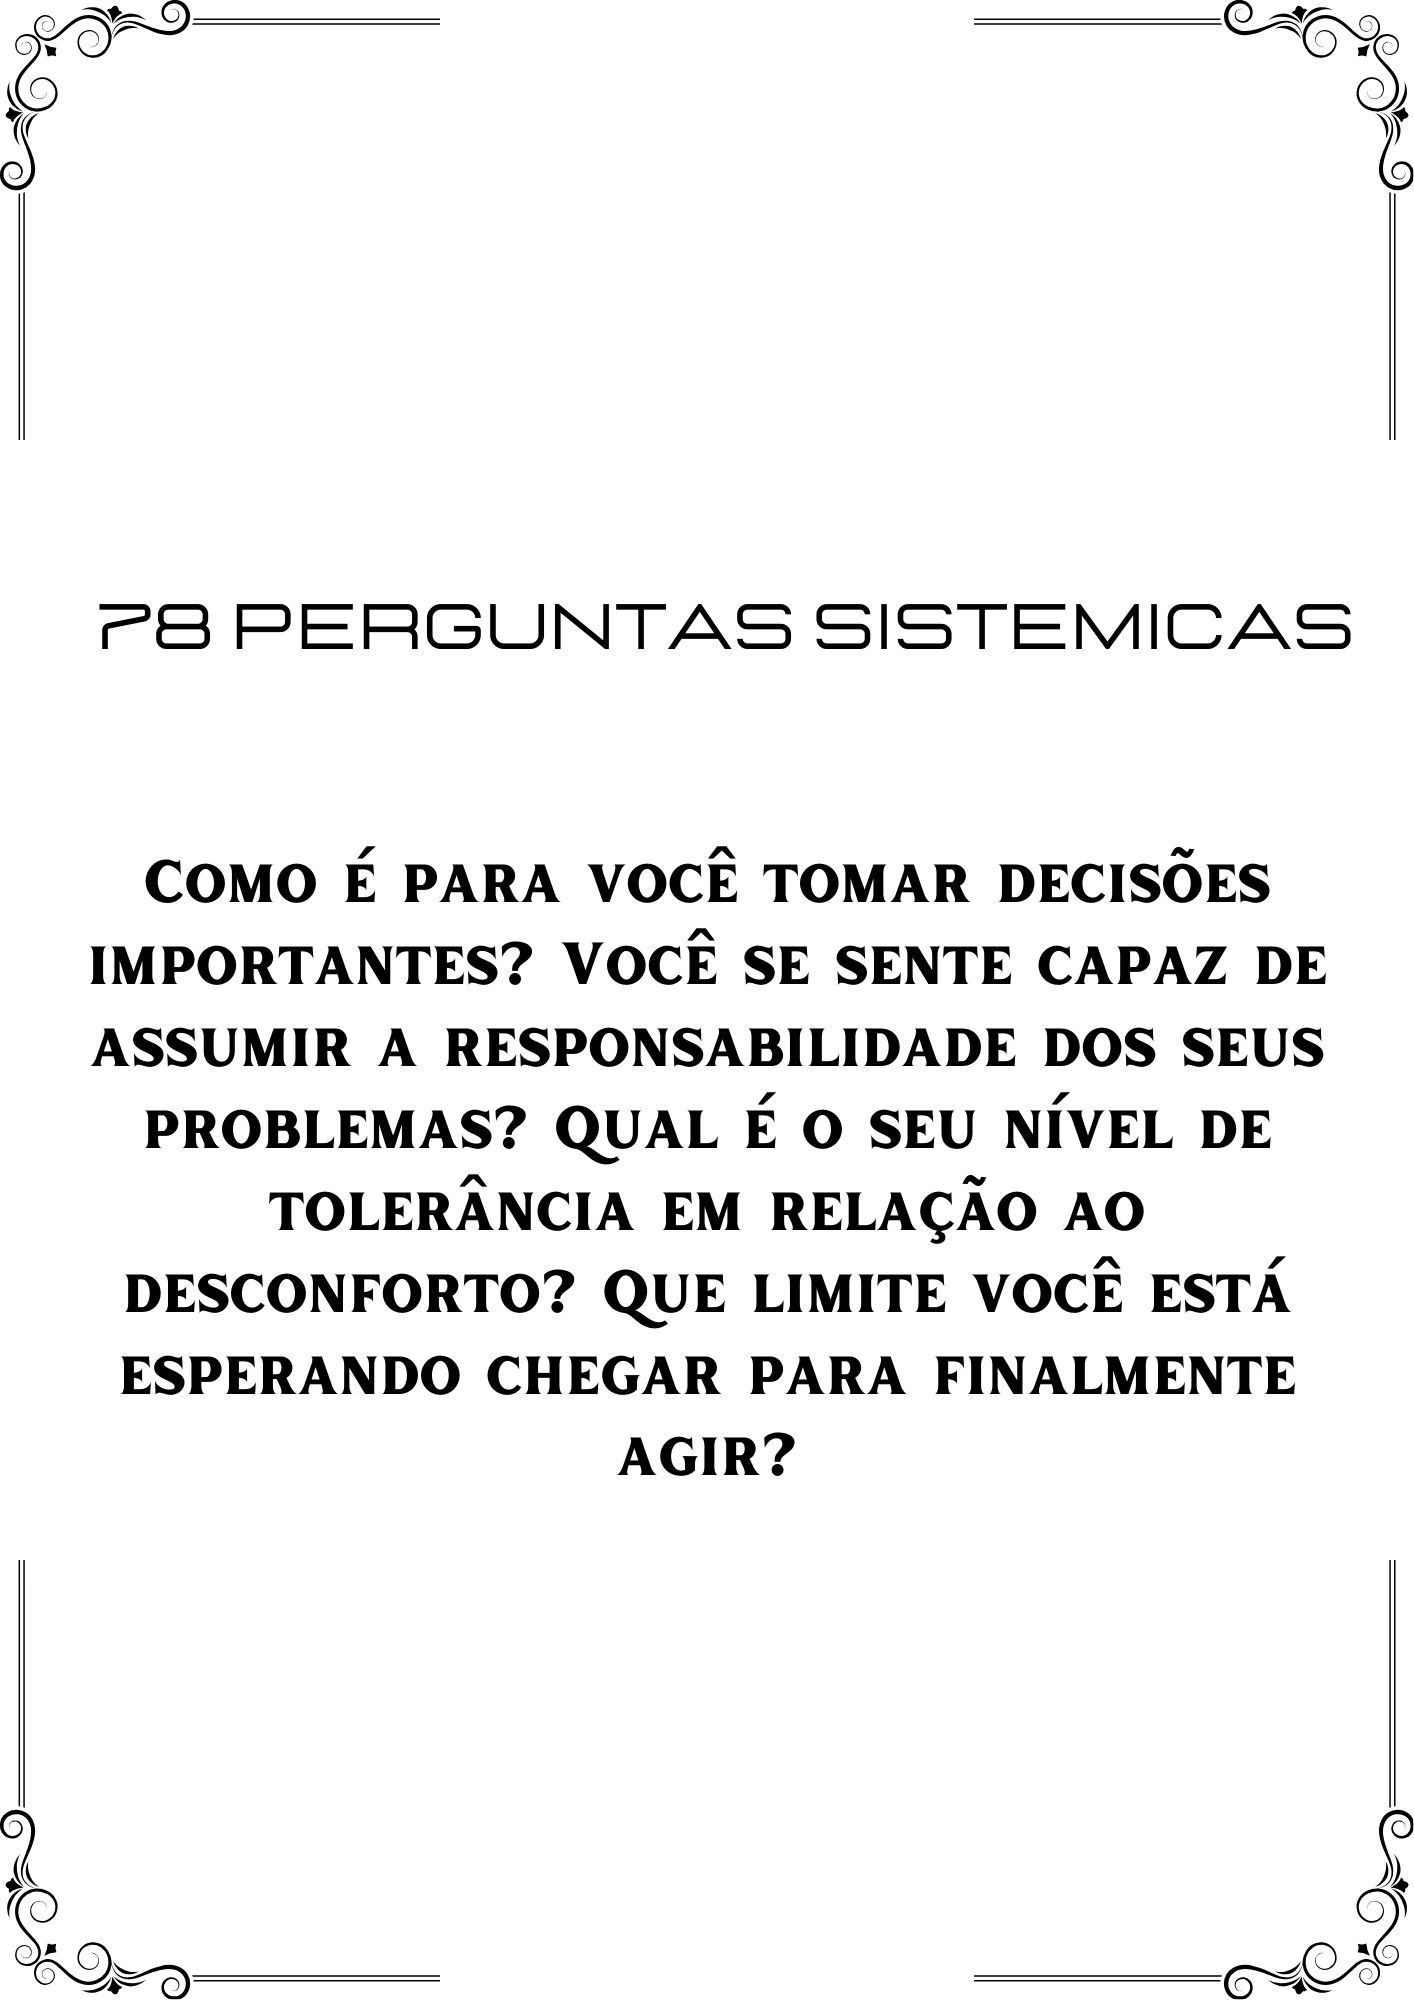 78 PERGUNTAS SISTEMICAS
Como é para você tomar decisões
importantes? Você se sente capaz de
assumir a responsabilidade dos seus
problemas? Qual é o seu nível de
tolerância em relação ao
desconforto? Que limite você está
esperando chegar para finalmente
agir?